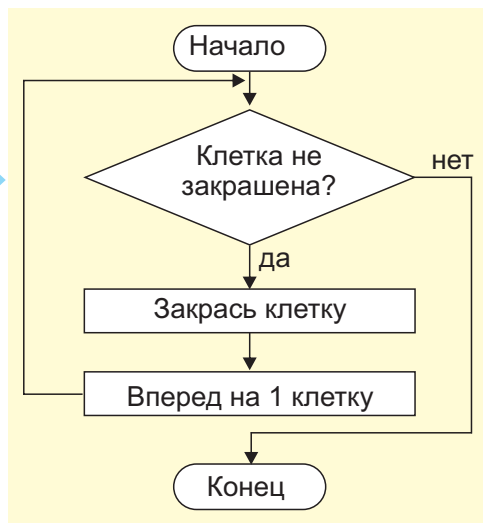 Начало
Клетка не
закрашена?
нет
да
Закрась клетку
Вперед на 1 клетку
Конец